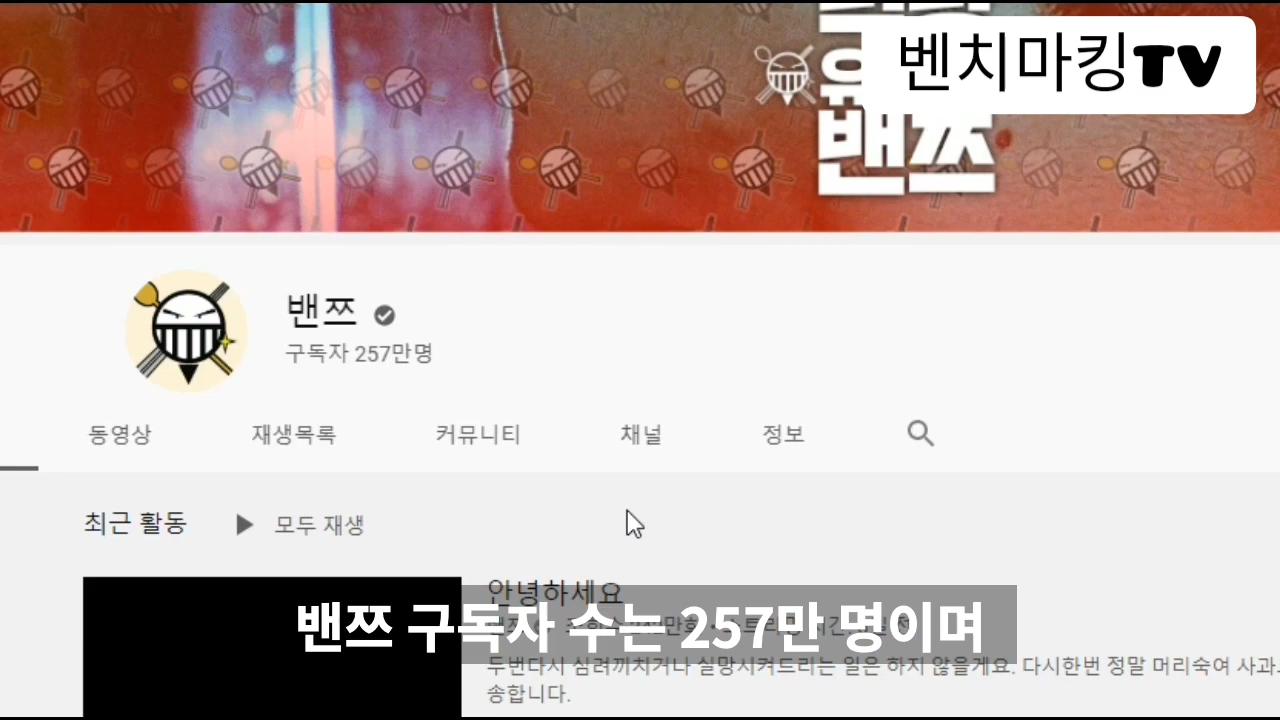 벤치마킹TV
밴쯔
밴쯔
구독자 257만명
동영상
재생목록
커뮤니티
채널
정보
최근 활동
모두 재생
안녕하세요
밴쯔 구독자 수는 257만 명이며
두번다시 심려끼치거나 실망시켜드리는 일은 하지 않을게요. 다시한번 정말 머리숙여 사과
송합니다.